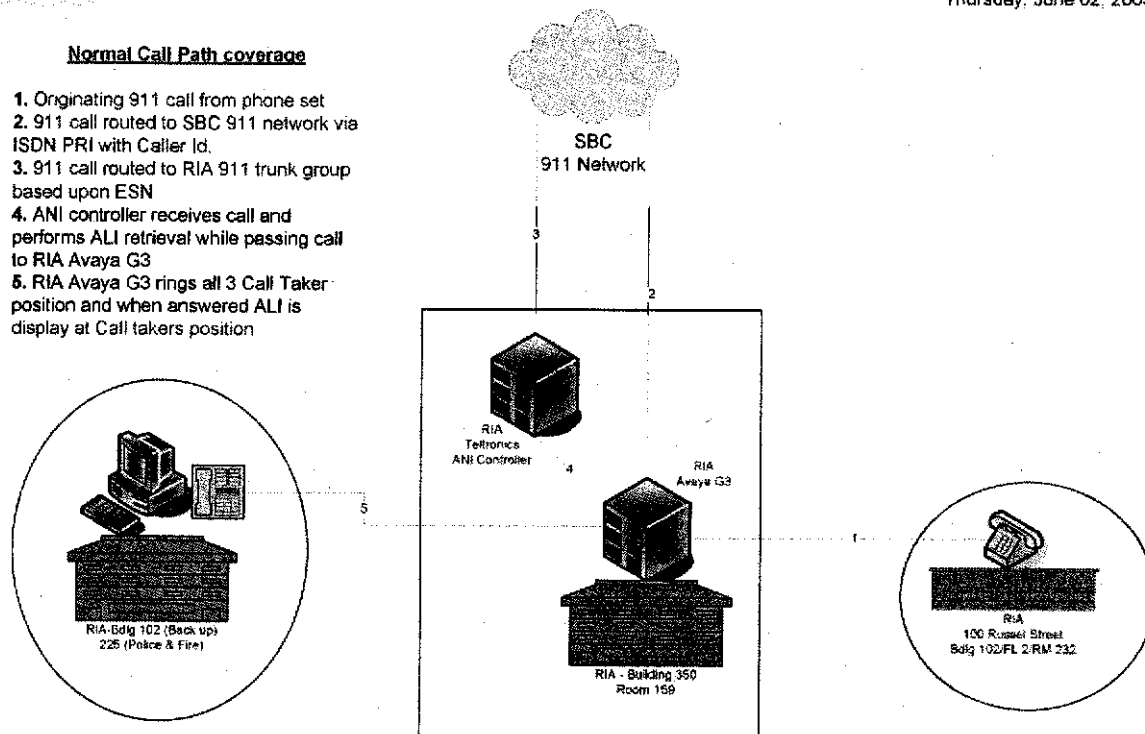 Thursday, June 02, 200
Normal Call Path coverage
1. Originating 911 call from phone set
2. 911 call routed to SBC 911 network via
ISDN PRI with Caller Id.
3. 911 call routed to RIA 911 trunk group
based upon ESN
4. ANI controller receives call and
performs ALI retrieval while passing call
to RIA Avaya G3
5. RIA Avaya G3 rings all 3 Call Taker
position and when answered ALI is
display at Call takers position
SBC
911 Network
3
2
RIA
Teltronics
ANI Controller
4
RIA
Avaya G3
5
1
RIA-Bdlg 102 (Back up)
225 (Police & Fire)
RIA - Building 350
Room 159
RIA
100 Russel Street
Bdlg 102/FL 2/RM 232